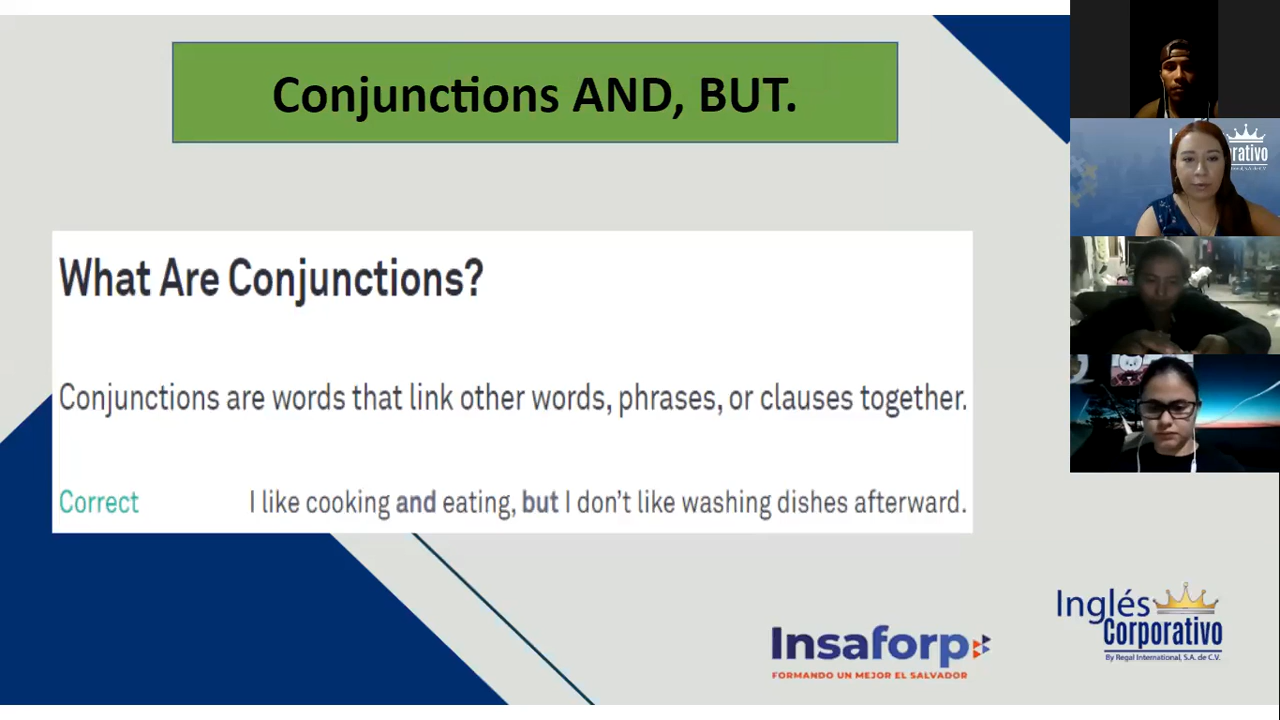 Conjunctions AND, BUT.
What Are Conjunctions?
Conjunctions are words that link other words, phrases, or clauses together.
Correct I like cooking and eating, but I don't like washing dishes afterward.
Insaforp
FORMANDO UN MEJOR EL SALVADOR
Inglés
Corporativo
By Regal International, S.A. de C.V.